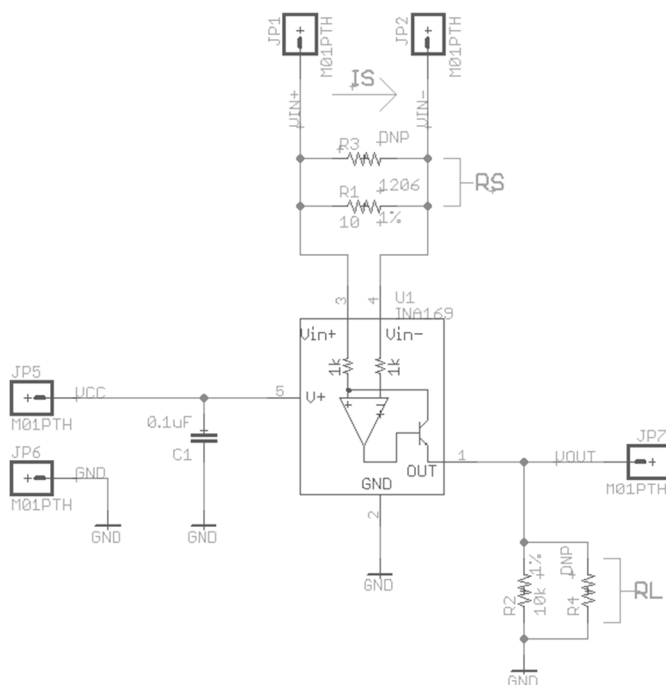 JP1
M01PTH
JP2
M01PTH
IS
VIN+
VIN-
R3
DNP
R1
1206
10
1%
RS
3
4
U1
INA169
Vin+
Vin-
1k
1k
JP5
VCC
M01PTH
5
V+
0.1uF
C1
JP6
GND
M01PTH
GND
GND
OUT
GND
1
VOUT
JP7
M01PTH
2
GND
R2
10k
1%
R4
DNP
RL
GND